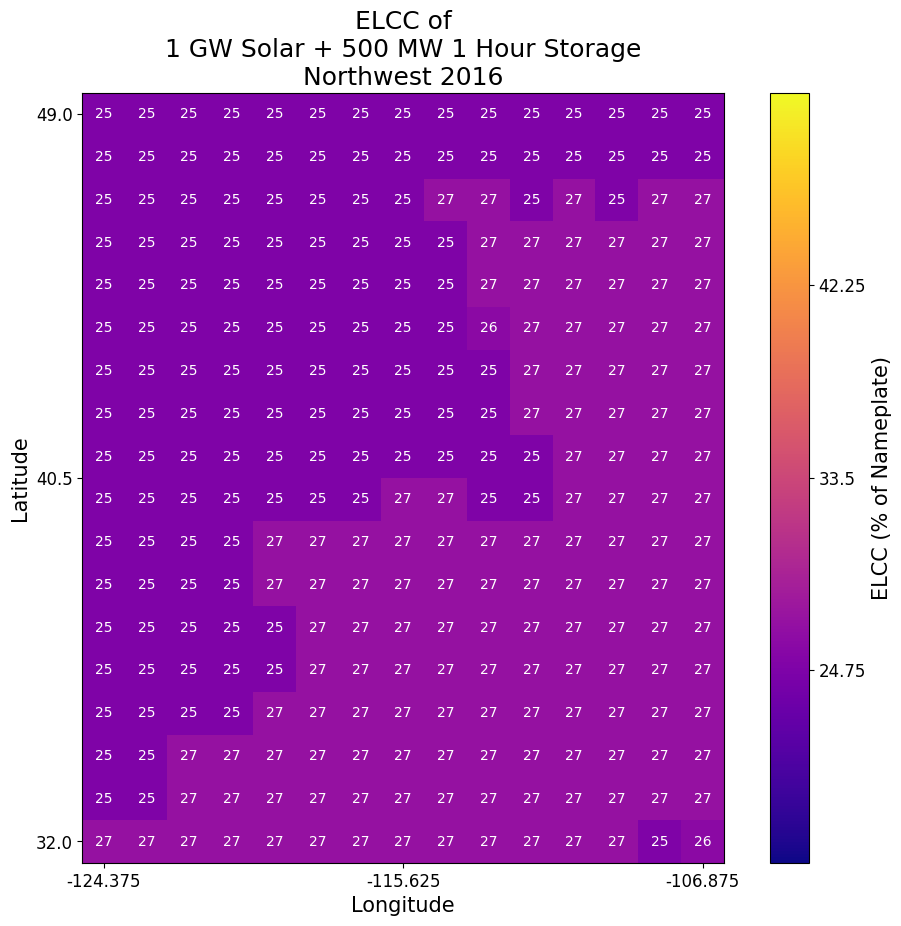 ELCC of
1 GW Solar + 500 MW 1 Hour Storage
Northwest 2016
49.0
25 25 25 25 25 25 25 25 25 25 25 25 25 25 25
25 25 25 25 25 25 25 25 25 25 25 25 25 25 25
25 25 25 25 25 25 25 25 27 27 25 27 25 27 27
25 25 25 25 25 25 25 25 25 27 27 27 27 27 27
25 25 25 25 25 25 25 25 25 27 27 27 27 27 27
42.25
25 25 25 25 25 25 25 25 25 26 27 27 27 27 27
25 25 25 25 25 25 25 25 25 25 27 27 27 27 27
25 25 25 25 25 25 25 25 25 25 27 27 27 27 27
25 25 25 25 25 25 25 25 25 25 25 27 27 27 27
40.5
33.5
25 25 25 25 25 25 25 27 27 25 25 27 27 27 27
25 25 25 25 27 27 27 27 27 27 27 27 27 27 27
25 25 25 25 27 27 27 27 27 27 27 27 27 27 27
25 25 25 25 25 27 27 27 27 27 27 27 27 27 27
25 25 25 25 25 27 27 27 27 27 27 27 27 27 27
24.75
25 25 25 25 27 27 27 27 27 27 27 27 27 27 27
25 25 27 27 27 27 27 27 27 27 27 27 27 27 27
25 25 27 27 27 27 27 27 27 27 27 27 27 27 27
32.0
27 27 27 27 27 27 27 27 27 27 27 27 27 25 26
-124.375 -115.625 -106.875
Longitude
Latitude
ELCC (% of Nameplate)